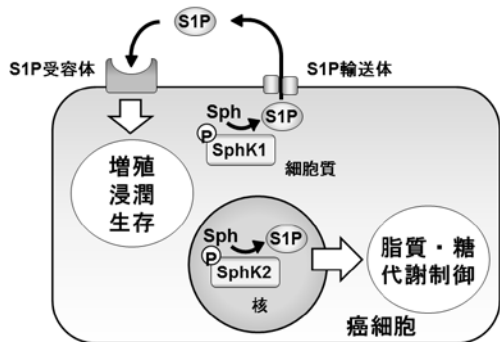 S1P
S1P受容体
S1P輸送体
Sph
S1P
P
SphK1
細胞質
増殖
浸潤
生存
Sph
S1P
P
SphK2
核
脂質・糖
代謝制御
癌細胞